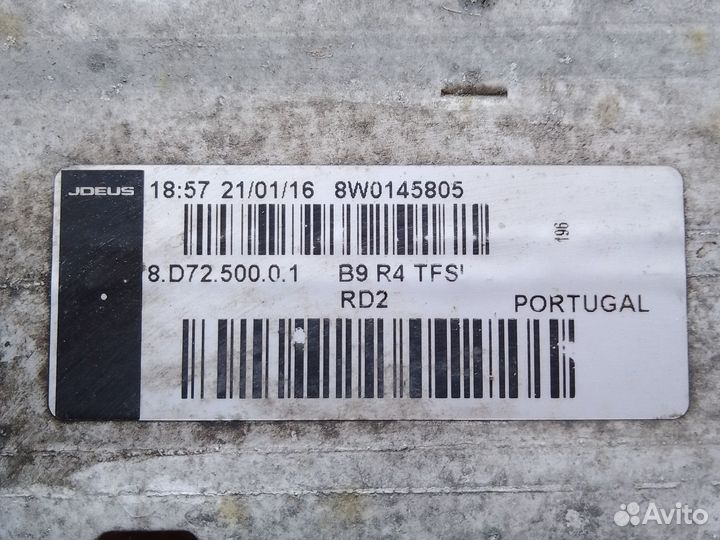 JDEUS 18:57 21/01/16 8W0145805
196
8.D72.500.0.1 B9 R4 TFSI
RD2 PORTUGAL
Avito